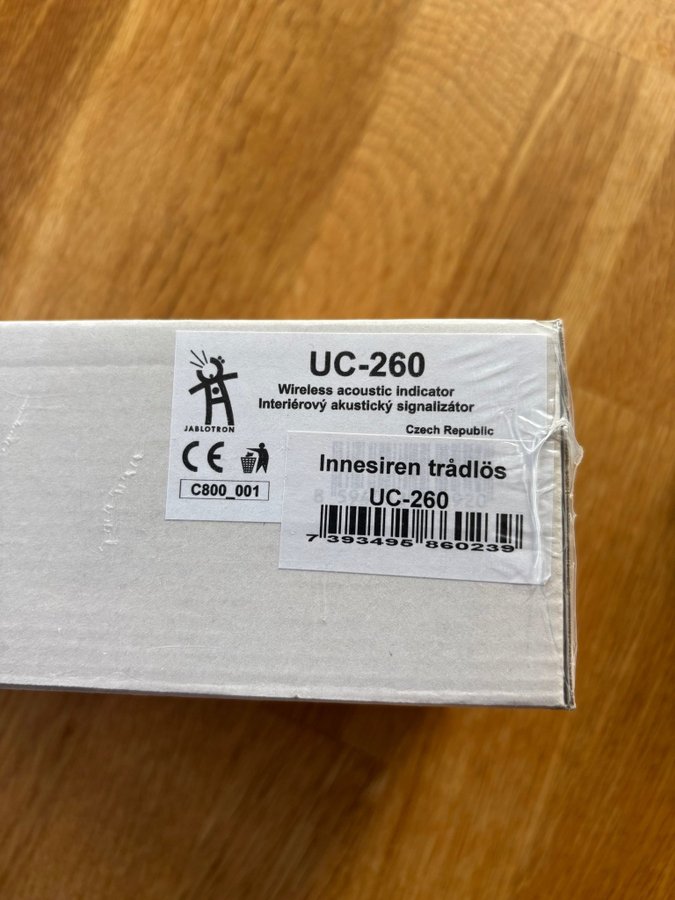 UC-260
Wireless acoustic indicator
Interiérový akustický signalizátor
JABLOTRON
Czech Republic
CE
C800_001
Innesiren trådlös
UC-260
7 393495 860239